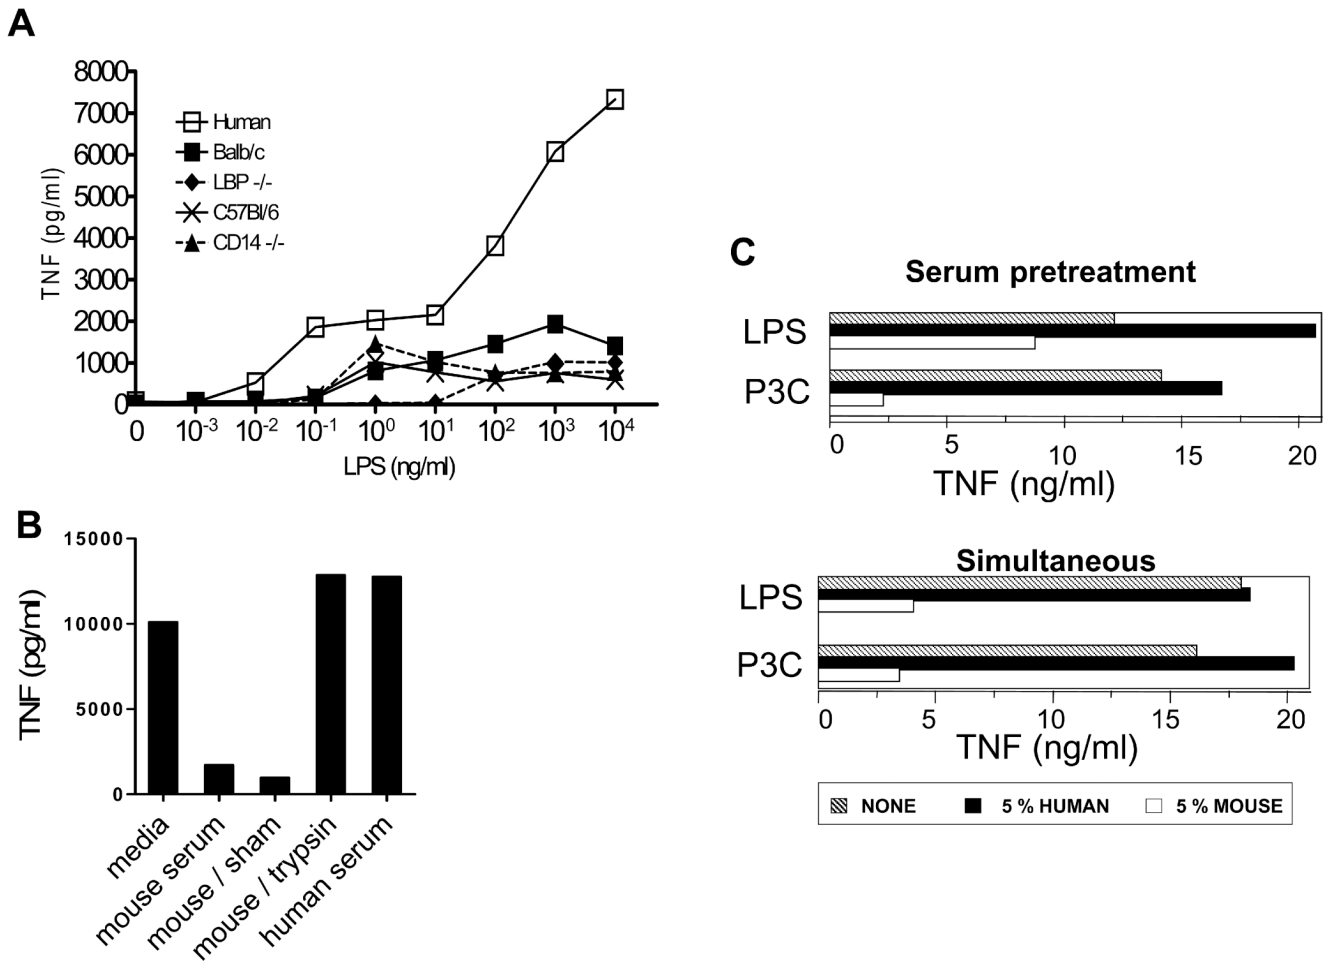 A
8000
7000
6000
5000
4000
3000
2000
1000
0
TNF (pg/ml)
Human
Balb/c
LBP -/-
C57Bl/6
CD14 -/-
0 10-3 10-2 10-1 100 101 102 103 104
LPS (ng/ml)
B
15000
10000
5000
0
TNF (pg/ml)
media
mouse serum
mouse / sham
mouse / trypsin
human serum
C
Serum pretreatment
LPS
P3C
0 5 10 15 20
TNF (ng/ml)
Simultaneous
LPS
P3C
0 5 10 15 20
TNF (ng/ml)
NONE 5 % HUMAN 5 % MOUSE